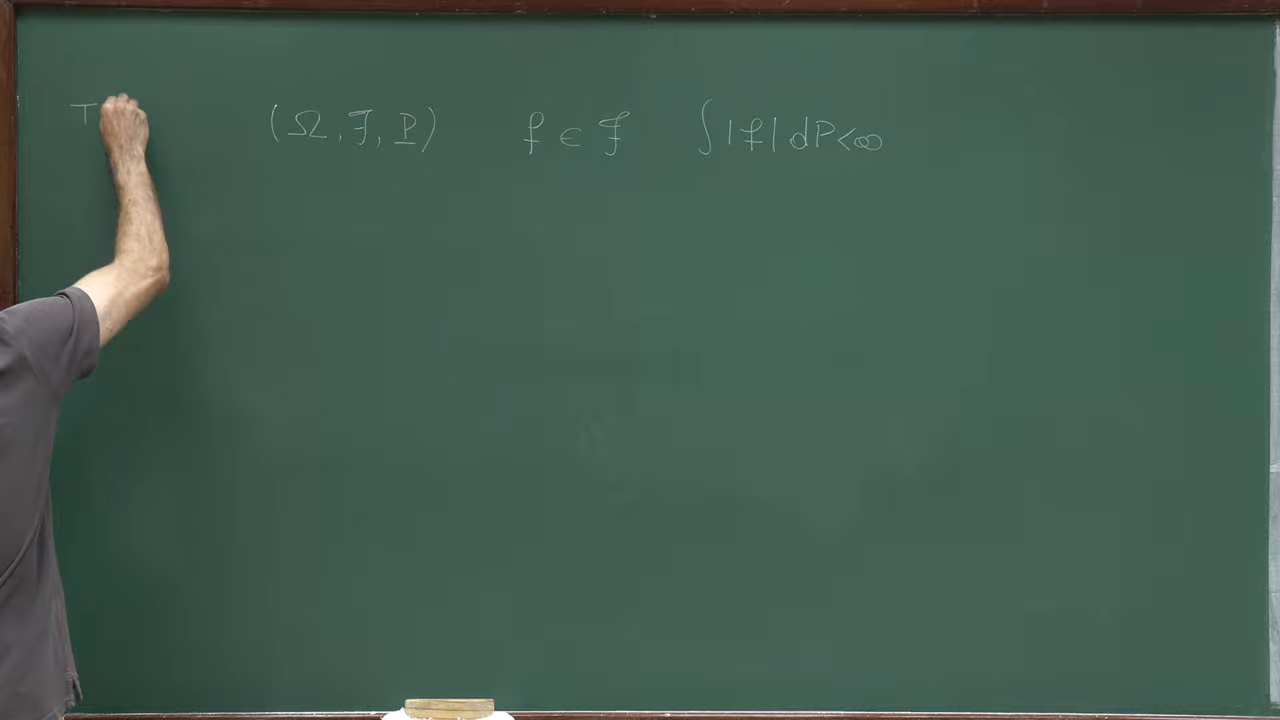 T (Ω, ℱ, P) f ∈ ℱ ∫|f| dP < ∞